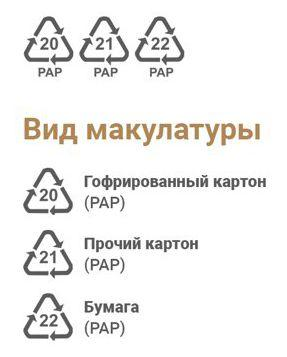 20 21 22
PAP PAP PAP
Вид макулатуры
20 Гофрированный картон
(PAP)
21 Прочий картон
(PAP)
22 Бумага
(PAP)